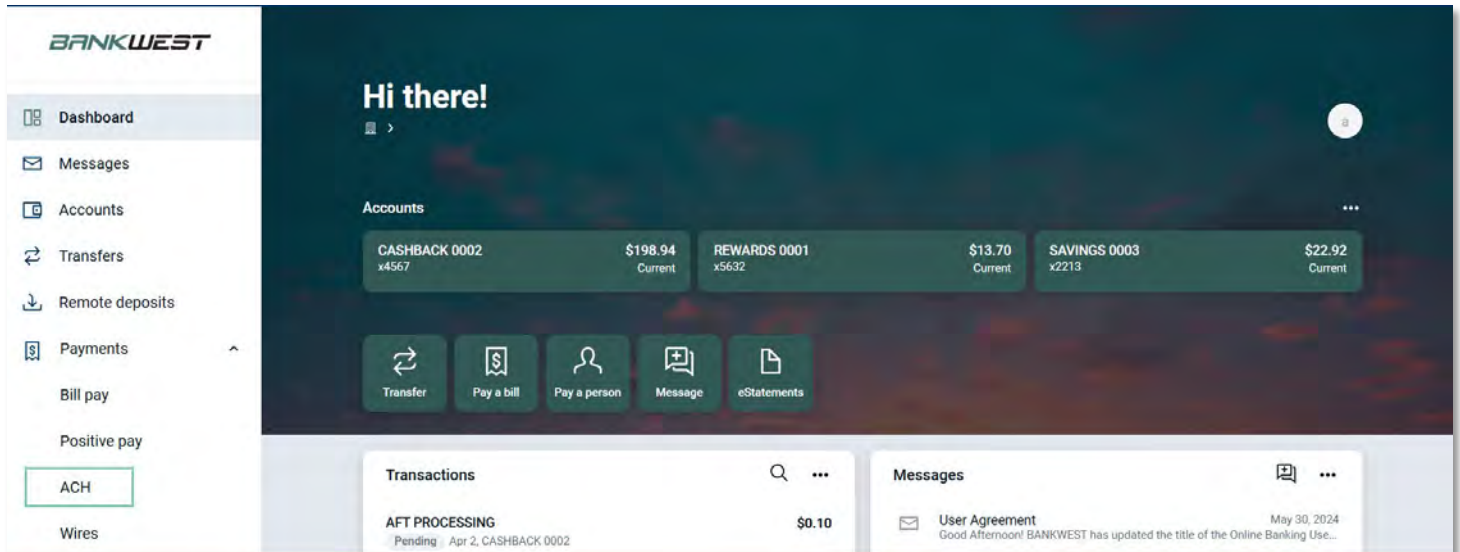 BANKWEST
Dashboard
Messages
Accounts
Transfers
Remote deposits
Payments
Bill pay
Positive pay
ACH
Wires
Hi there!
a
Accounts
CASHBACK 0002 $198.94
x4567 Current
REWARDS 0001 $13.70
x5632 Current
SAVINGS 0003 $22.92
x2213 Current
Transfer
Pay a bill
Pay a person
Message
eStatements
Transactions
AFT PROCESSING $0.10
Pending Apr 2, CASHBACK 0002
Messages
User Agreement May 30, 2024
Good Afternoon! BANKWEST has updated the title of the Online Banking Use...